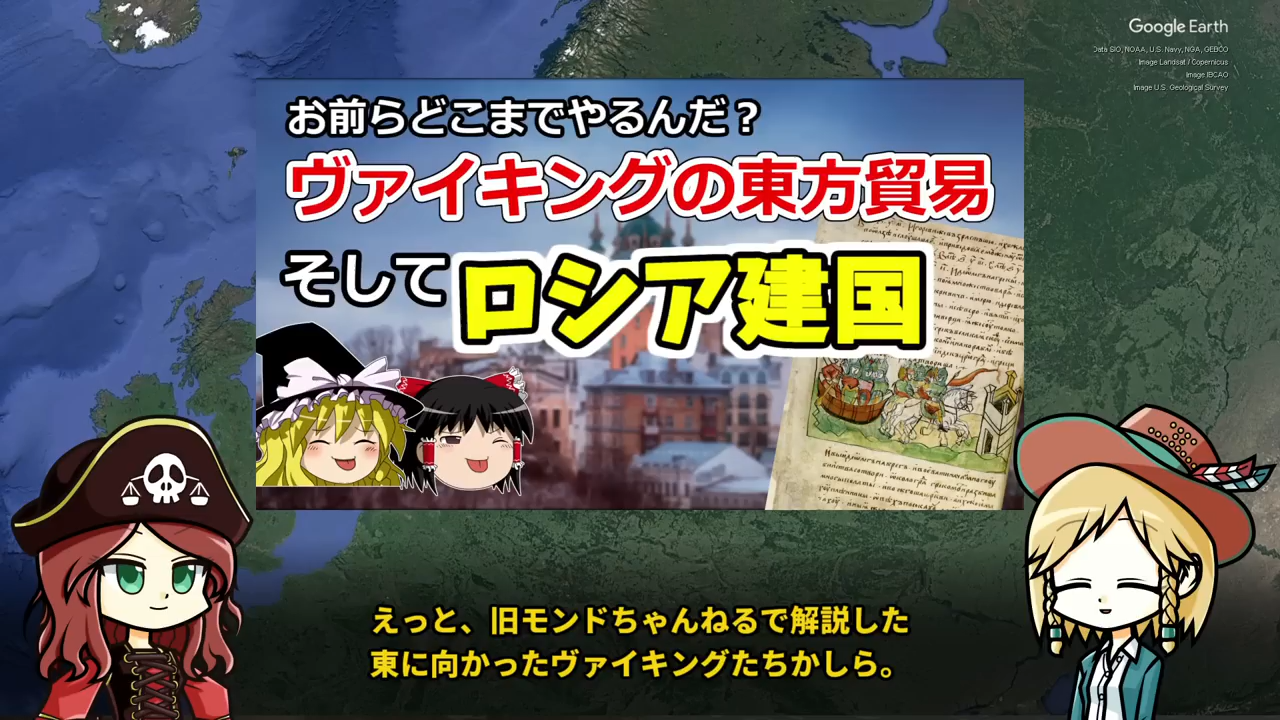 Google Earth
Data SIO, NOAA, U.S. Navy, NGA, GEBCO
Image Landsat / Copernicus
Image IBCAO
Image U.S. Geological Survey
お前らどこまでやるんだ？
ヴァイキングの東方貿易
そしてロシア建国
えっと、旧モンドちゃんねるで解説した
東に向かったヴァイキングたちかしら。